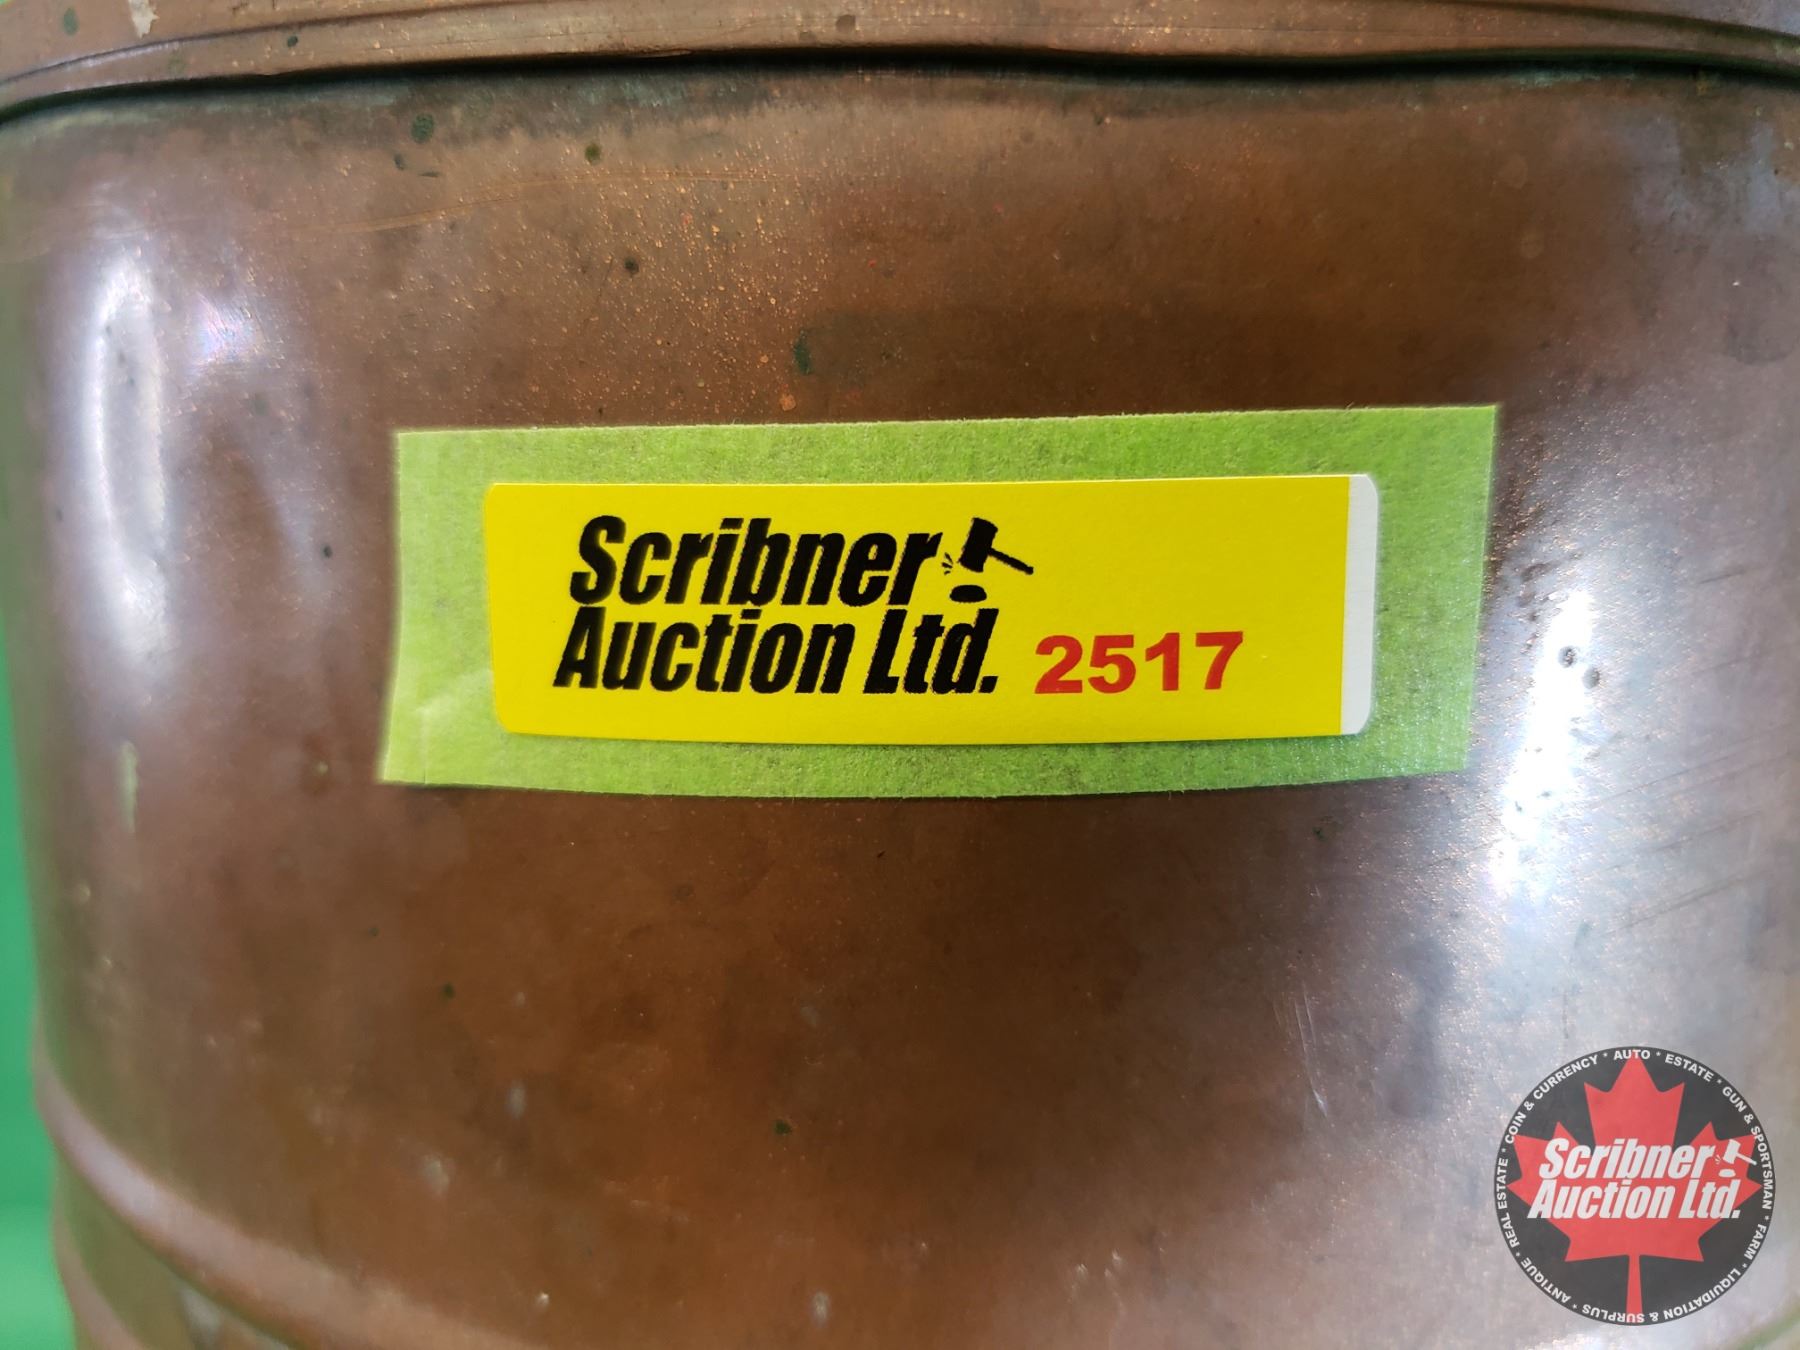 Scribner
Auction Ltd. 2517
AUTO * ESTATE * GUN & SPORTSMAN * FARM * LIQUIDATION & SURPLUS * ANTIQUE * REAL ESTATE * COIN & CURRENCY *
Scribner
Auction Ltd.